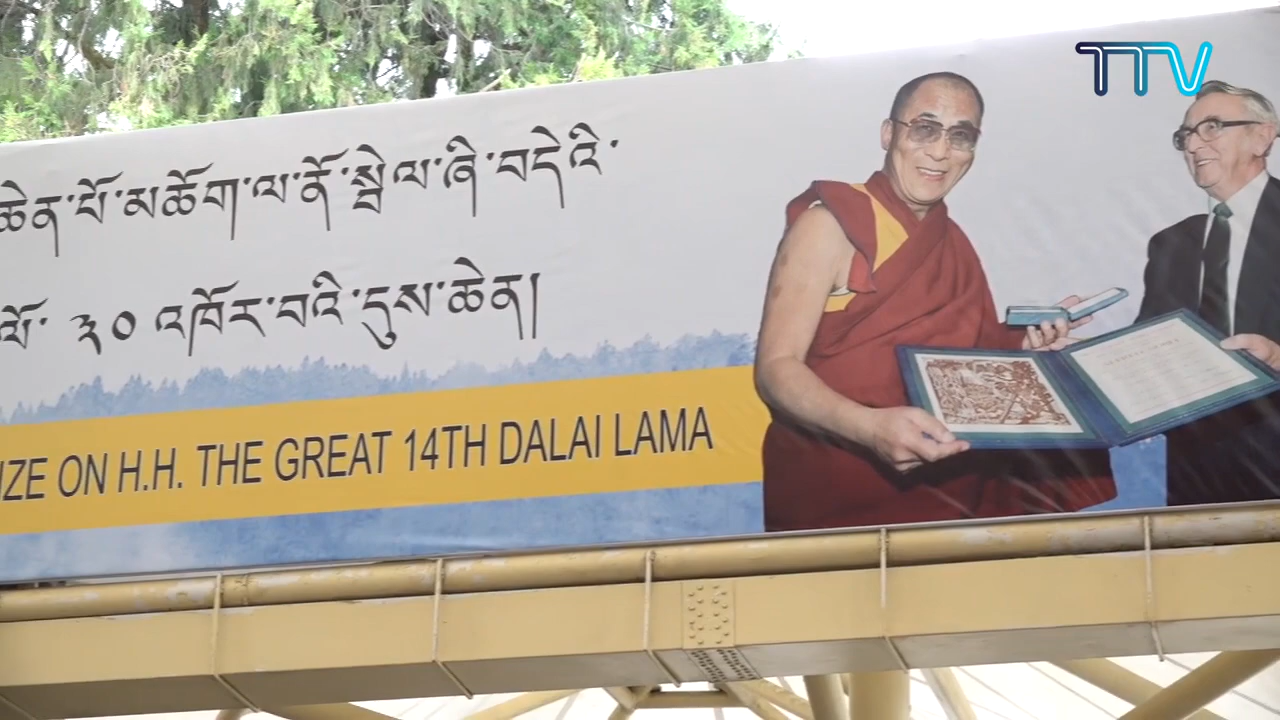 TTV
ཆེན་པོ་མཆོག་ལ་ནོ་སྦེལ་ཞི་བདེའི་
ལོ་ ༣༠ འཁོར་བའི་དུས་ཆེན།
IZE ON H.H. THE GREAT 14TH DALAI LAMA